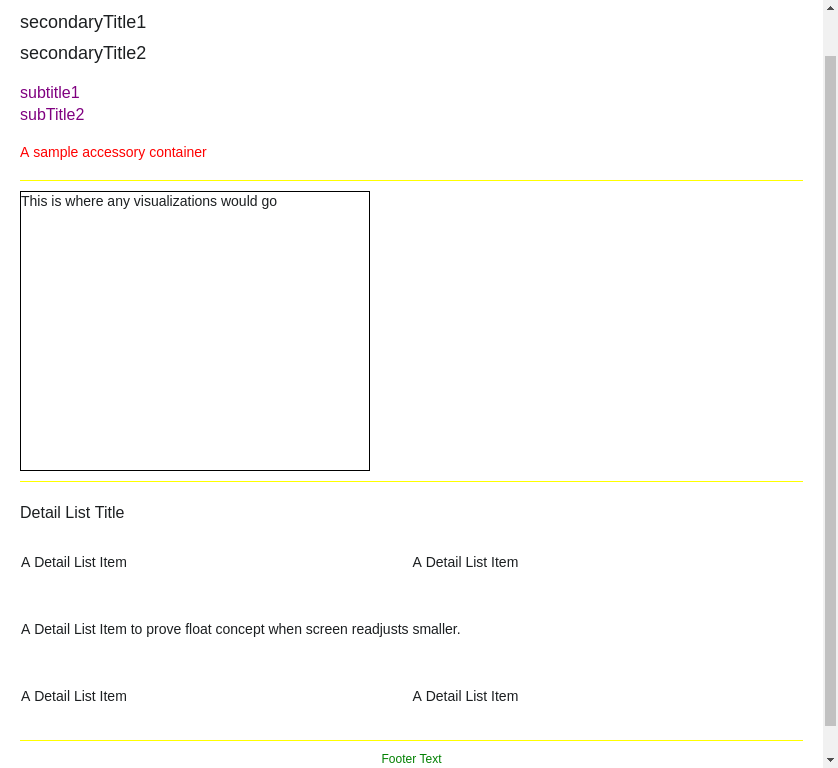 secondaryTitle1
secondaryTitle2
subtitle1
subTitle2
A sample accessory container
This is where any visualizations would go
Detail List Title
A Detail List Item
A Detail List Item
A Detail List Item to prove float concept when screen readjusts smaller.
A Detail List Item
A Detail List Item
Footer Text